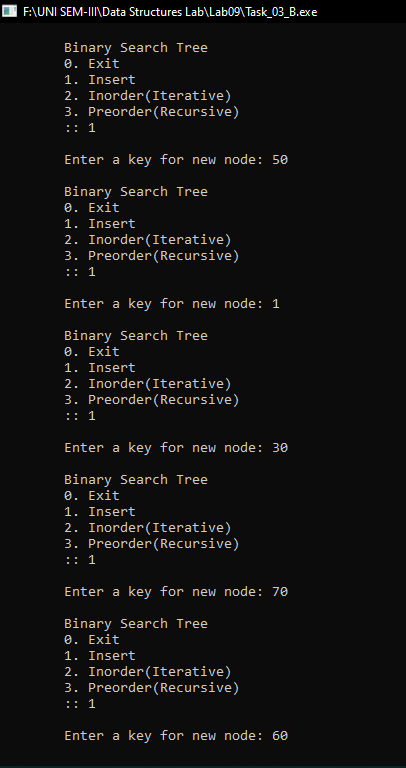 F:\UNI SEM-III\Data Structures Lab\Lab09\Task_03_B.exe
Binary Search Tree
0. Exit
1. Insert
2. Inorder(Iterative)
3. Preorder(Recursive)
:: 1
Enter a key for new node: 50
Binary Search Tree
0. Exit
1. Insert
2. Inorder(Iterative)
3. Preorder(Recursive)
:: 1
Enter a key for new node: 1
Binary Search Tree
0. Exit
1. Insert
2. Inorder(Iterative)
3. Preorder(Recursive)
:: 1
Enter a key for new node: 30
Binary Search Tree
0. Exit
1. Insert
2. Inorder(Iterative)
3. Preorder(Recursive)
:: 1
Enter a key for new node: 70
Binary Search Tree
0. Exit
1. Insert
2. Inorder(Iterative)
3. Preorder(Recursive)
:: 1
Enter a key for new node: 60